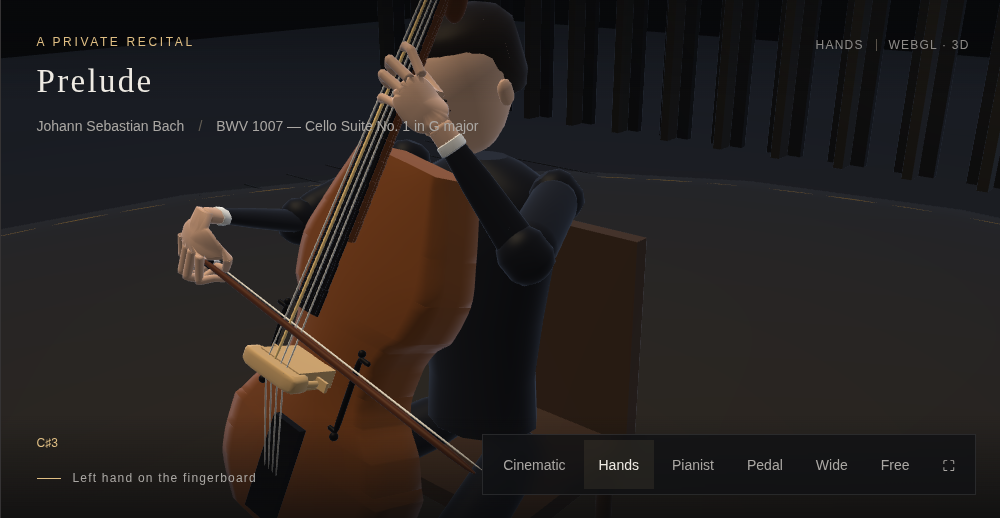 A PRIVATE RECITAL
HANDS | WEBGL · 3D
Prelude
Johann Sebastian Bach / BWV 1007 — Cello Suite No. 1 in G major
C♯3
Left hand on the fingerboard
Cinematic Hands Pianist Pedal Wide Free